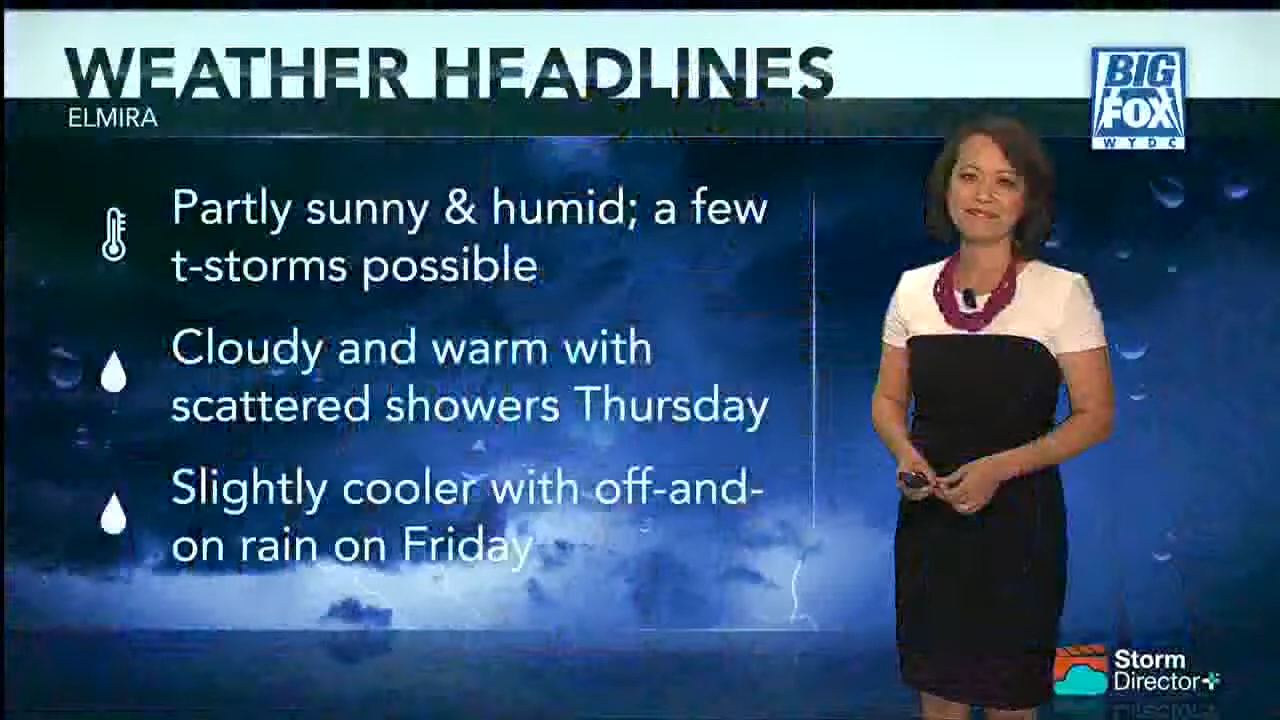 WEATHER HEADLINES
ELMIRA
BIG
FOX
WYDC
Partly sunny & humid; a few
t-storms possible
Cloudy and warm with
scattered showers Thursday
Slightly cooler with off-and-
on rain on Friday
Storm
Director+